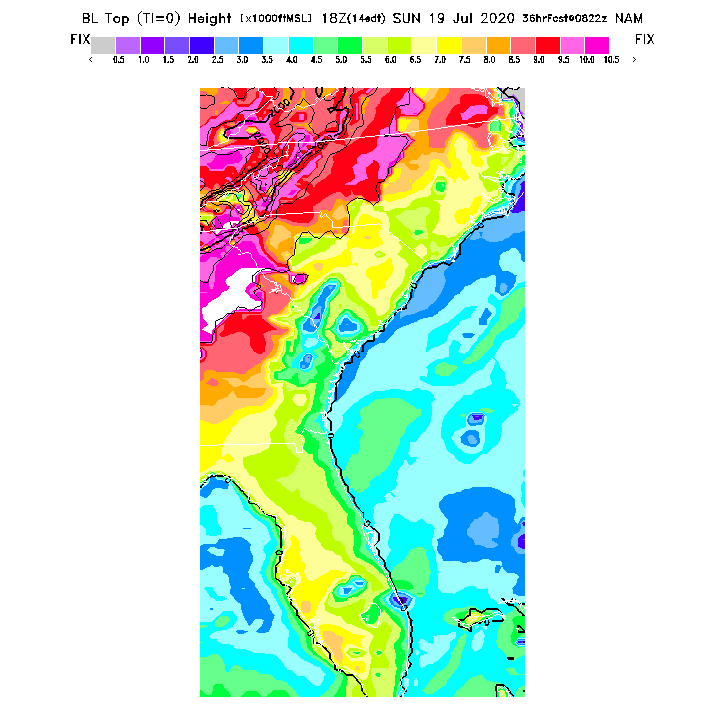 BL Top (TI=0) Height [x1000ftMSL] 18Z(14edt) SUN 19 Jul 2020 36hrFcst@0822z NAM
FIX FIX
< 0.5 1.0 1.5 2.0 2.5 3.0 3.5 4.0 4.5 5.0 5.5 6.0 6.5 7.0 7.5 8.0 8.5 9.0 9.5 10.0 10.5 >